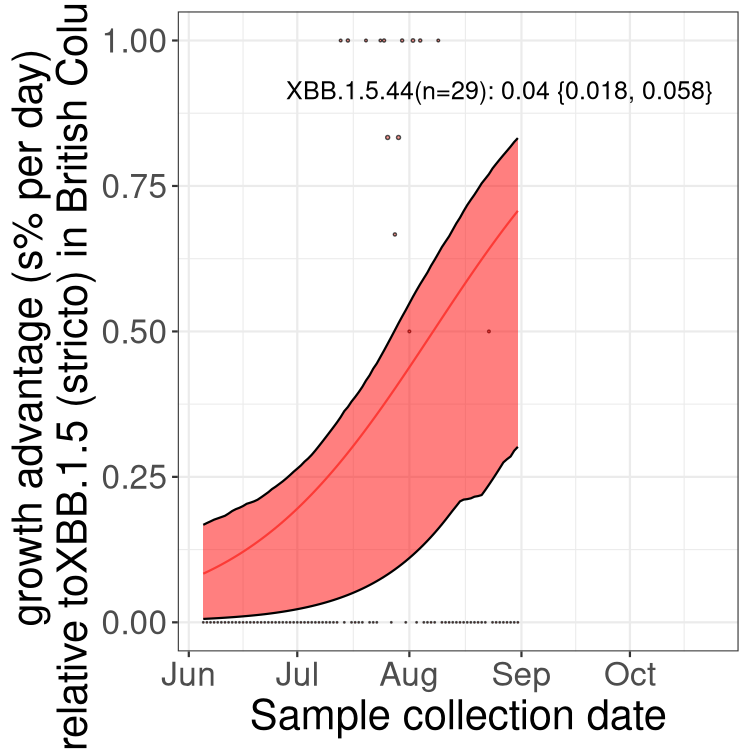 growth advantage (s% per day)
relative toXBB.1.5 (stricto) in British Colu
1.00
0.75
0.50
0.25
0.00
XBB.1.5.44(n=29): 0.04 {0.018, 0.058}
Jun Jul Aug Sep Oct
Sample collection date